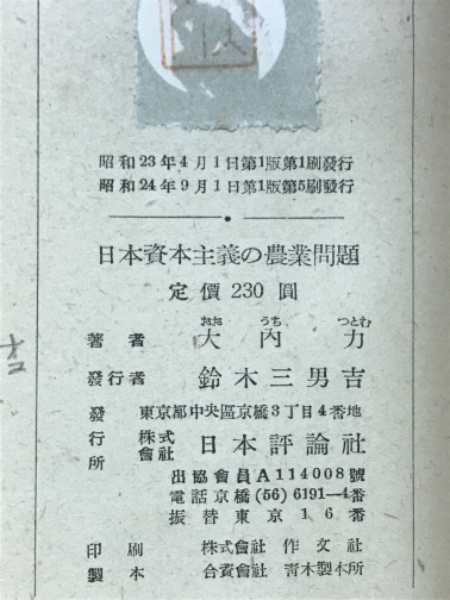 昭和23年4月1日第1版第1刷發行
昭和24年9月1日第1版第5刷發行
日本資本主義の農業問題
定價 230 圓
おお うち つとむ
著者 大內力
發行者 鈴木三男吉
發行所 東京都中央區京橋3丁目4番地
株式會社 日本評論社
出協會員A114008號
電話京橋(56)6191—4番
振替東京16番
印刷 株式會社 作文社
製本 合資會社 靑木製本所